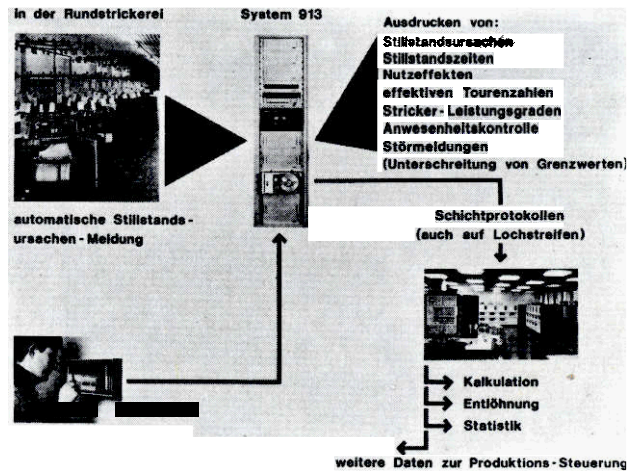 in der Rundstrickerei
System 913
Ausdrucken von:
Stillstandsursachen
Stillstandszeiten
Nutzeffekten
effektiven Tourenzahlen
Stricker-Leistungsgraden
Anwesenheitskontrolle
Störmeldungen
(Unterschreitung von Grenzwerten)
automatische Stillstands-
ursachen-Meldung
Schichtprotokollen
(auch auf Lochstreifen)
Kalkulation
Entlöhnung
Statistik
weitere Daten zur Produktions-Steuerung